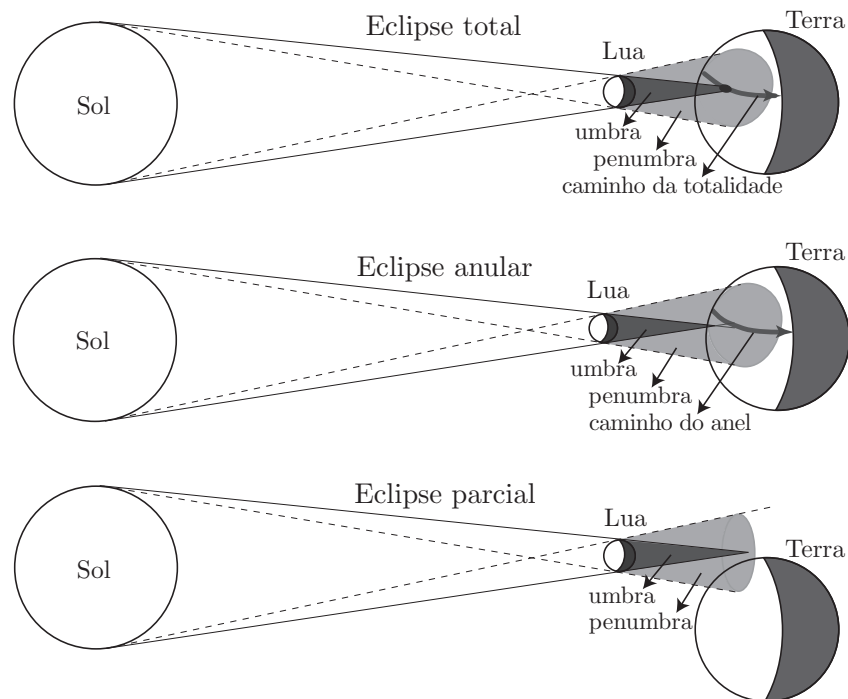 Eclipse total
Terra
Lua
Sol
umbra
penumbra
caminho da totalidade
Eclipse anular
Terra
Lua
Sol
umbra
penumbra
caminho do anel
Eclipse parcial
Lua
Terra
Sol
umbra
penumbra